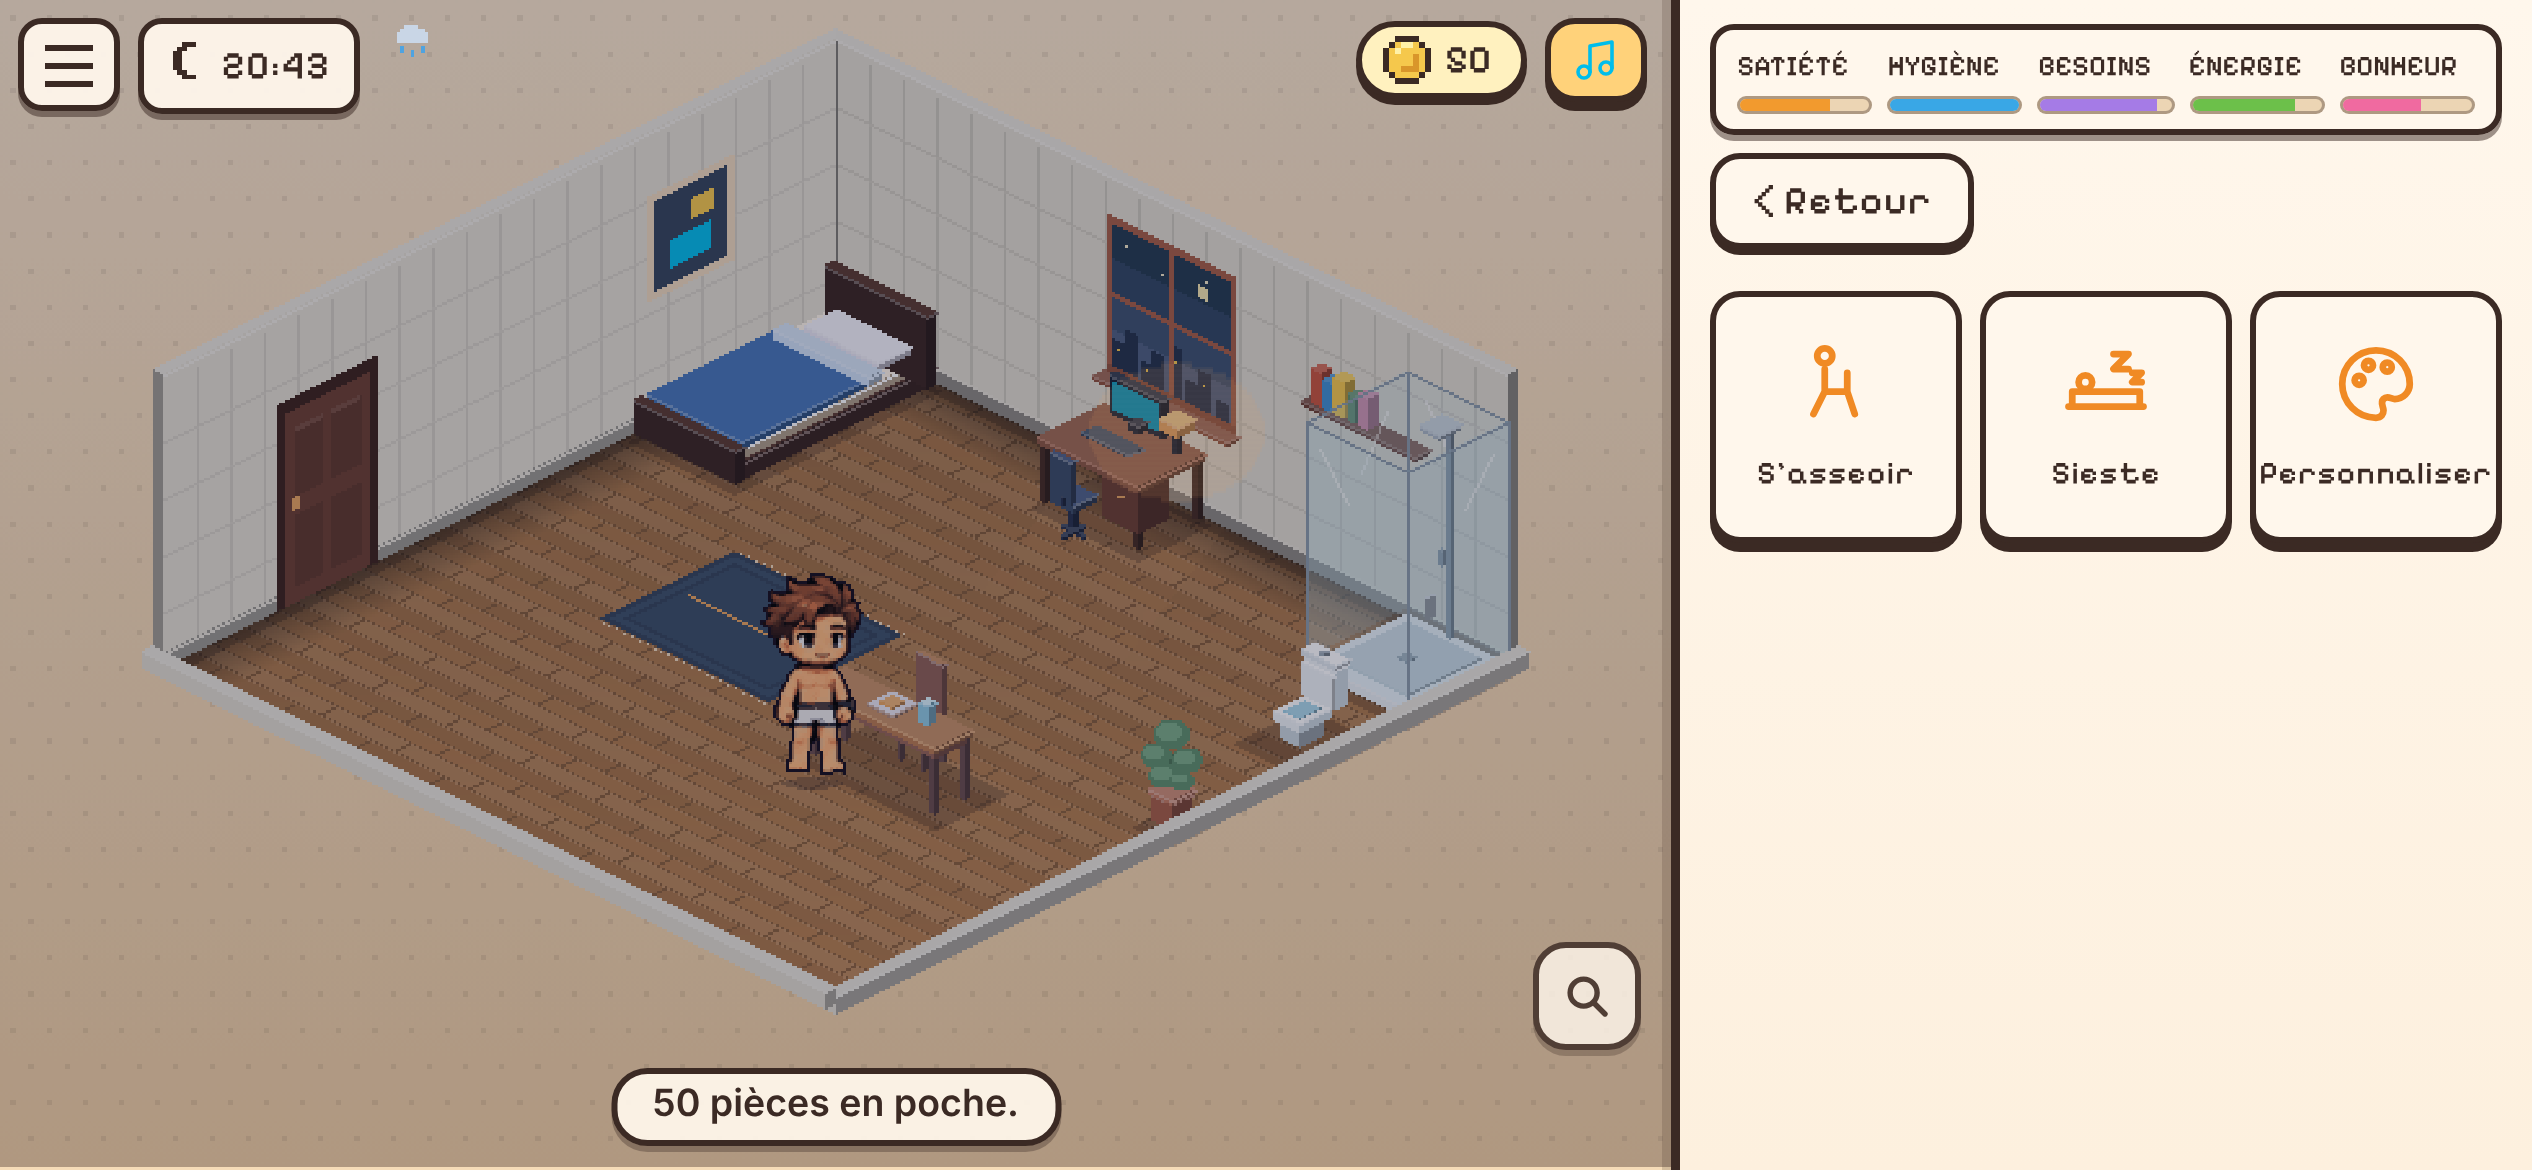 20:43
50
SATIÉTÉ HYGIÈNE BESOINS ÉNERGIE BONHEUR
Retour
S'asseoir Sieste Personnaliser
50 pièces en poche.